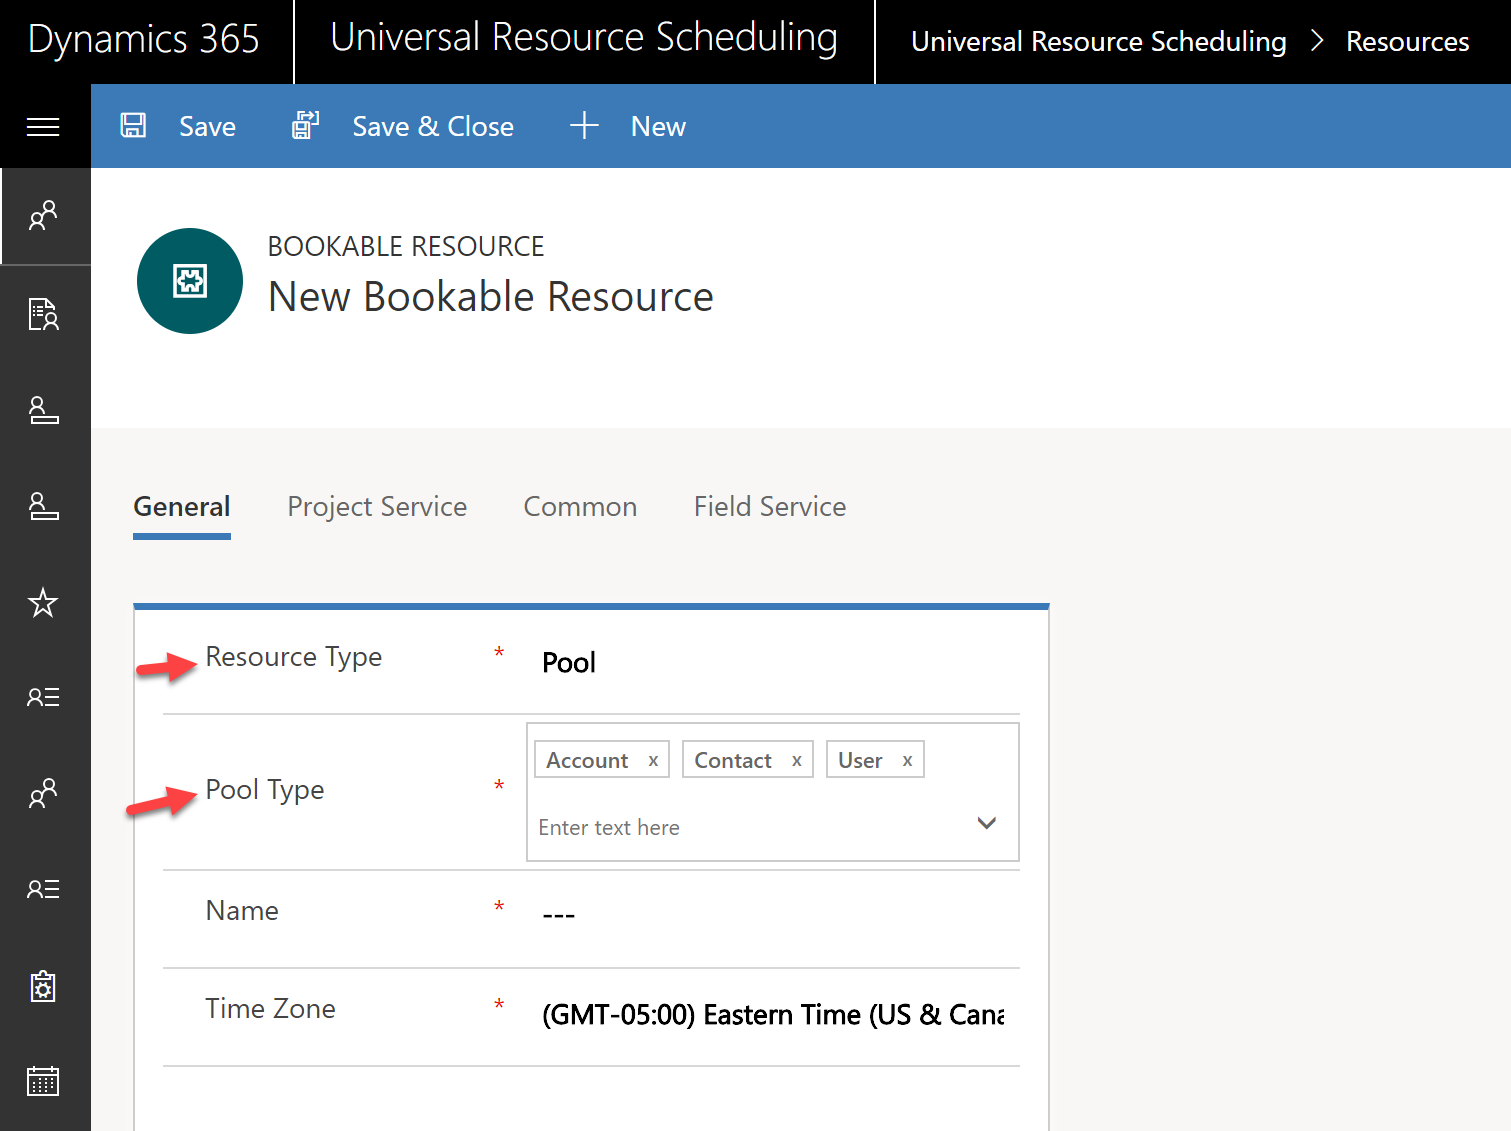 Dynamics 365
Universal Resource Scheduling
Universal Resource Scheduling > Resources
Save
Save & Close
New
BOOKABLE RESOURCE
New Bookable Resource
General
Project Service
Common
Field Service
Resource Type * Pool
Pool Type *
Account x
Contact x
User x
Enter text here
Name * ---
Time Zone * (GMT-05:00) Eastern Time (US & Cana